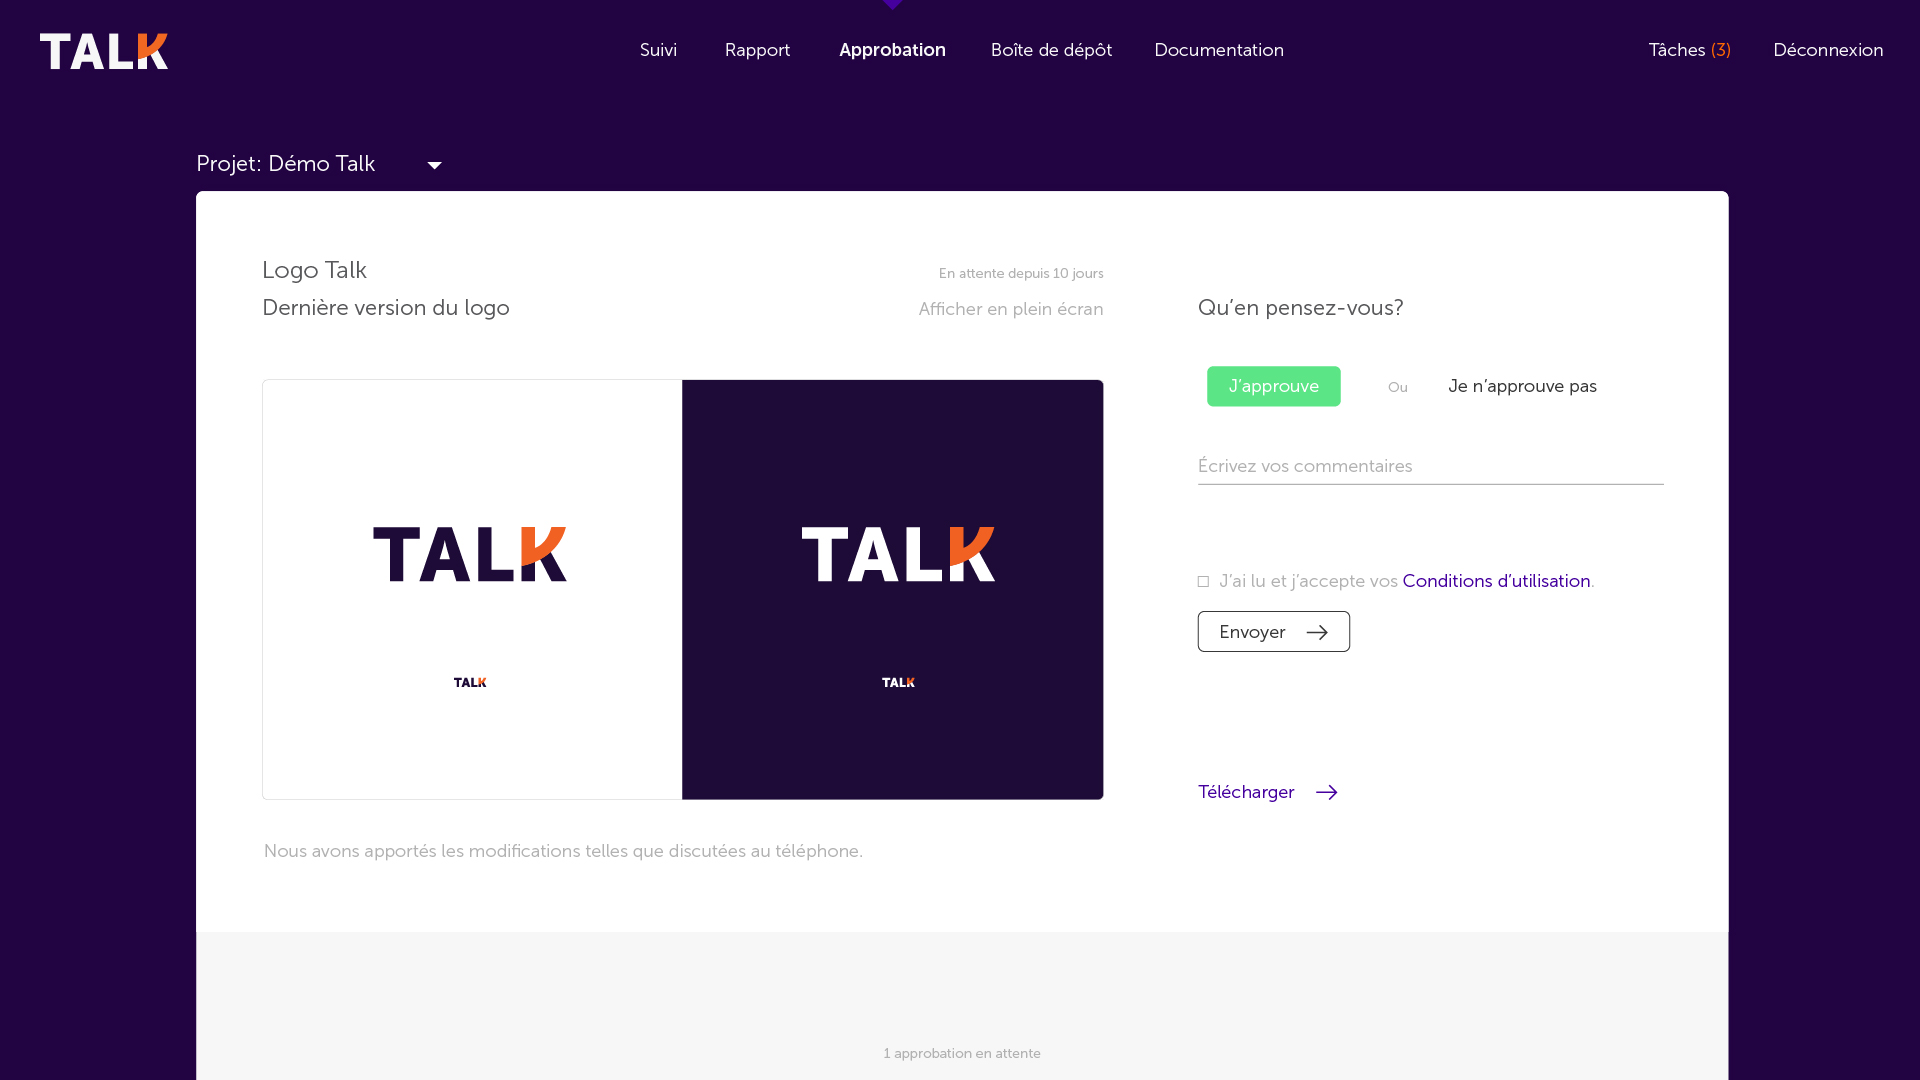 TALK
Suivi
Rapport
Approbation
Boîte de dépôt
Documentation
Tâches (3)
Déconnexion
Projet: Démo Talk
Logo Talk
En attente depuis 10 jours
Dernière version du logo
Afficher en plein écran
Qu’en pensez-vous?
J’approuve
Ou
Je n’approuve pas
Écrivez vos commentaires
TALK
TALK
J’ai lu et j’accepte vos Conditions d’utilisation.
Envoyer
TALK
TALK
Télécharger
Nous avons apportés les modifications telles que discutées au téléphone.
1 approbation en attente